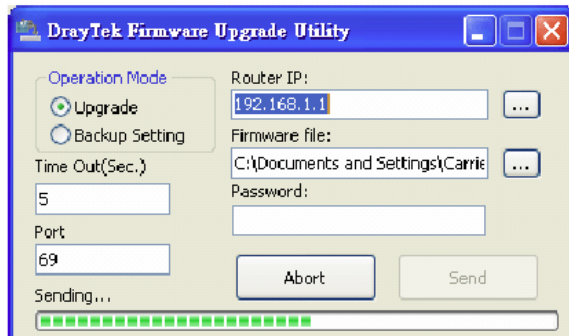 DrayTek Firmware Upgrade Utility
Operation Mode
Upgrade
Backup Setting
Time Out(Sec.)
5
Port
69
Router IP:
192.168.1.1
...
Firmware file:
C:\Documents and Settings\Carrie
...
Password:
Abort
Send
Sending...